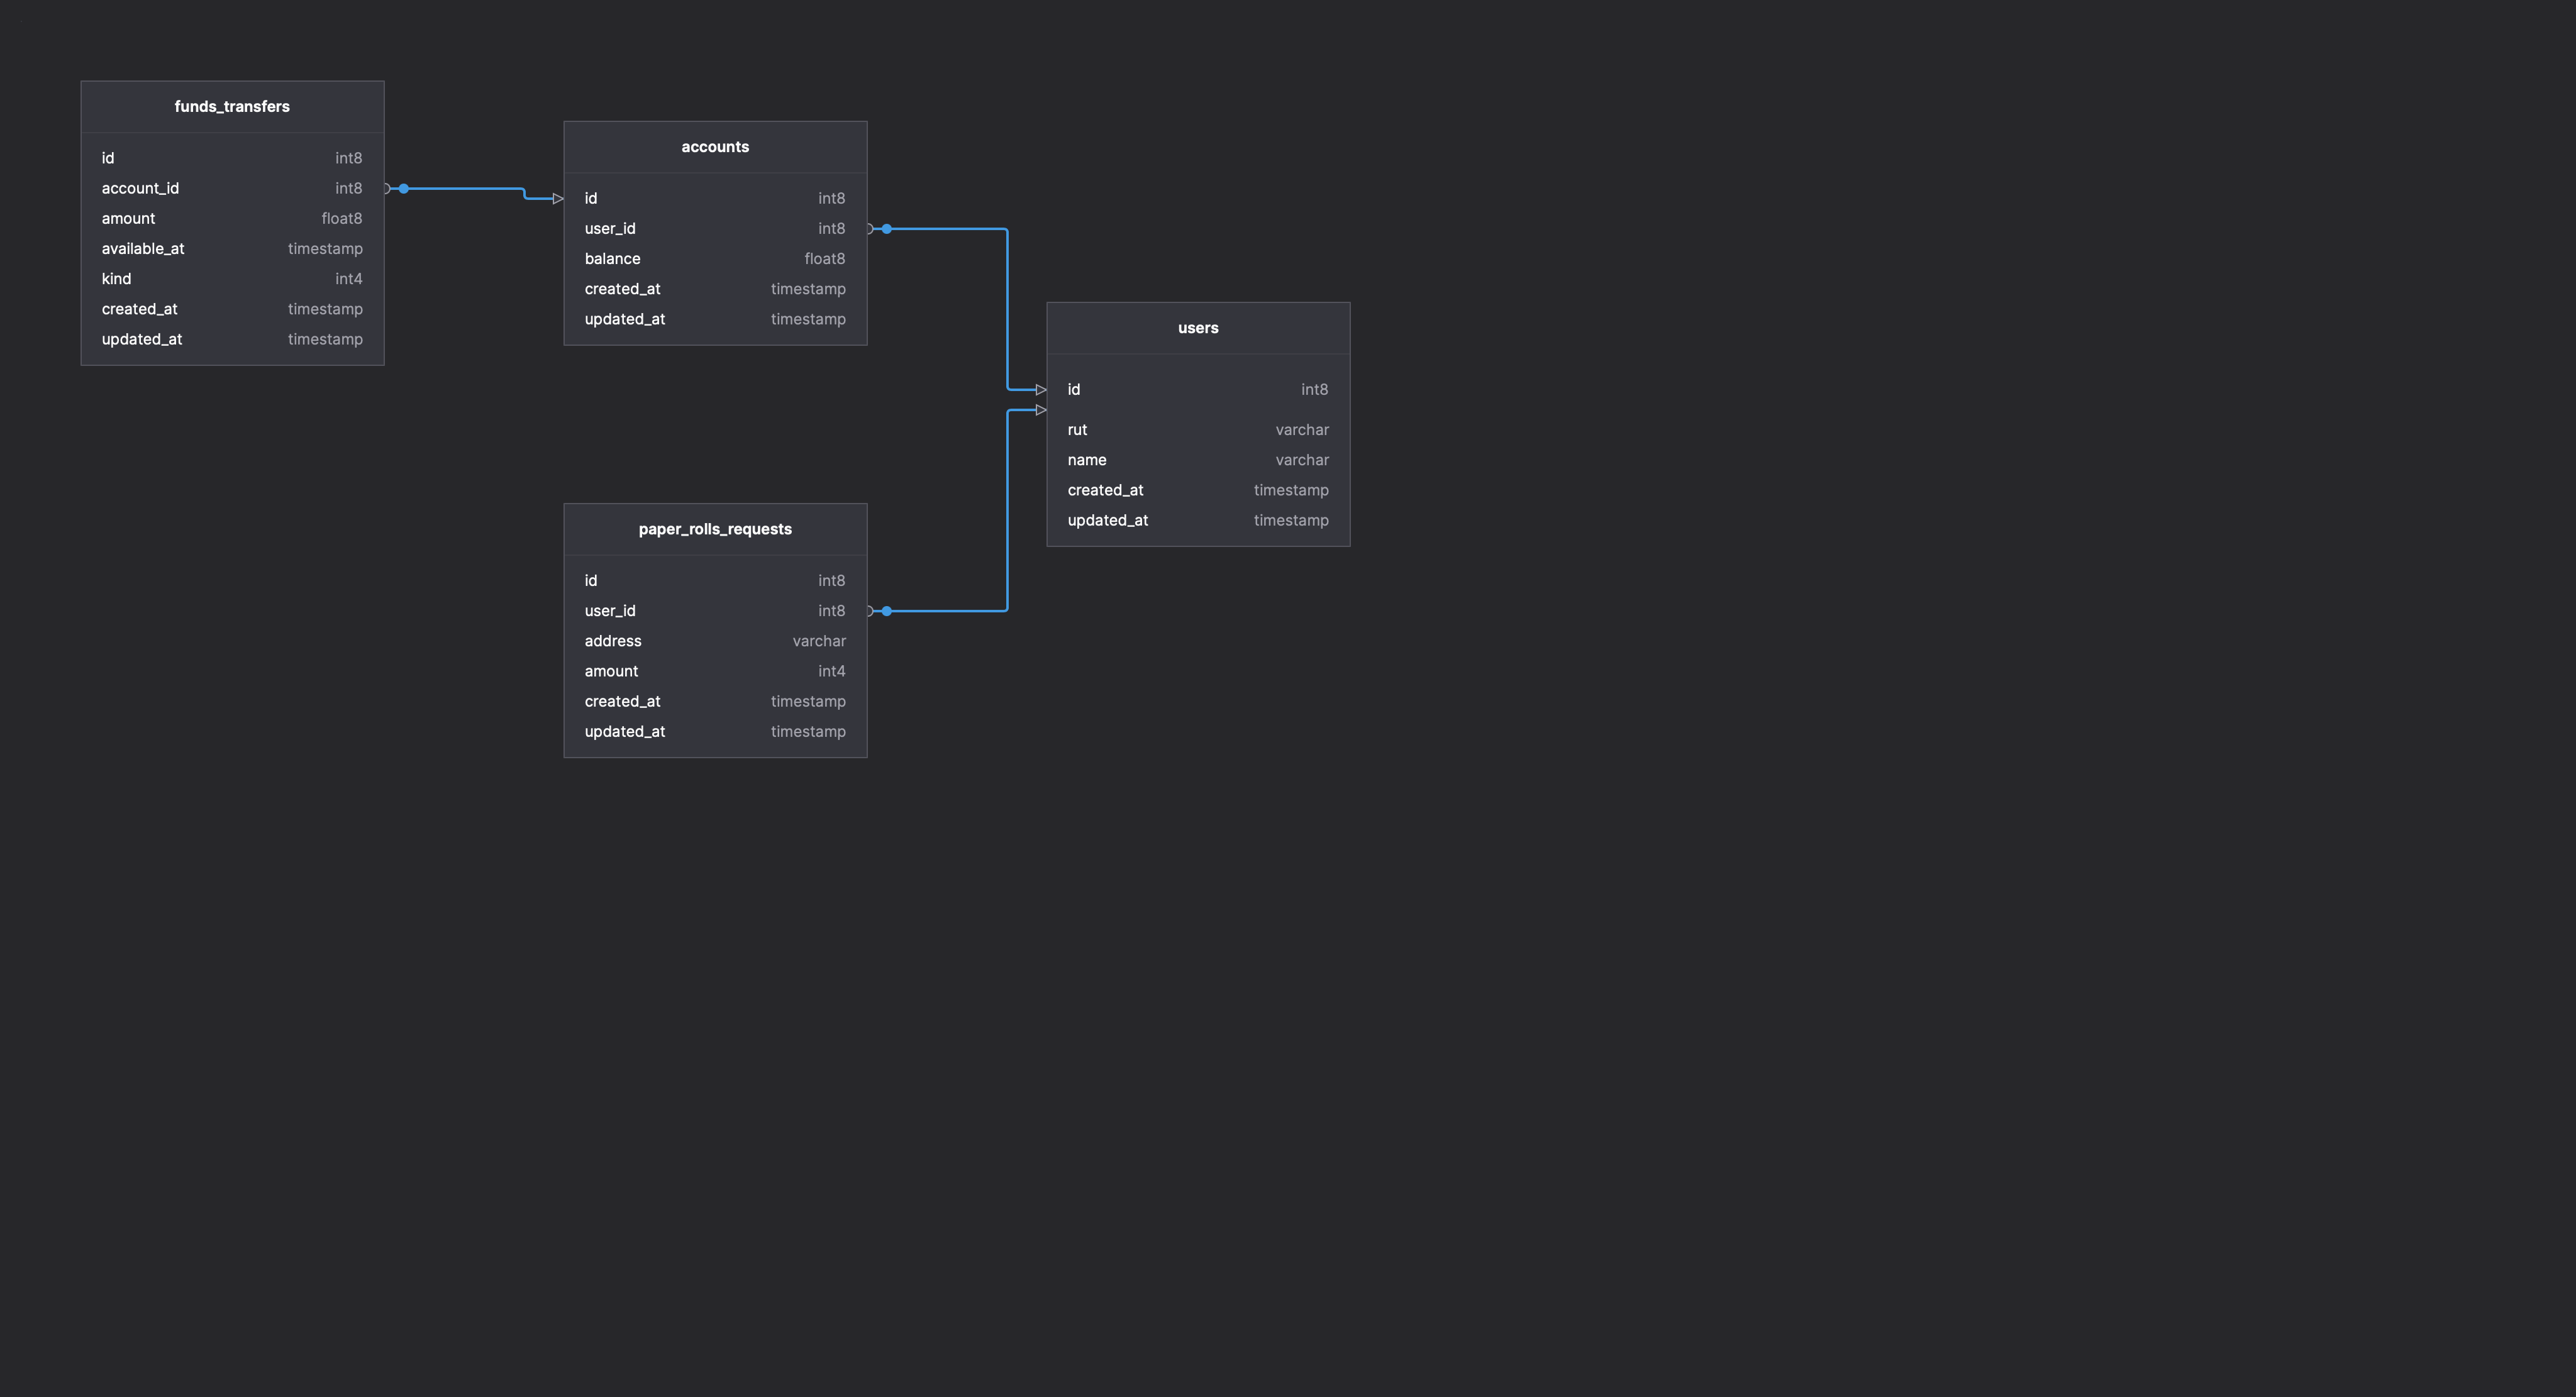 funds_transfers
id int8
account_id int8
amount float8
available_at timestamp
kind int4
created_at timestamp
updated_at timestamp
accounts
id int8
user_id int8
balance float8
created_at timestamp
updated_at timestamp
users
id int8
rut varchar
name varchar
created_at timestamp
updated_at timestamp
paper_rolls_requests
id int8
user_id int8
address varchar
amount int4
created_at timestamp
updated_at timestamp